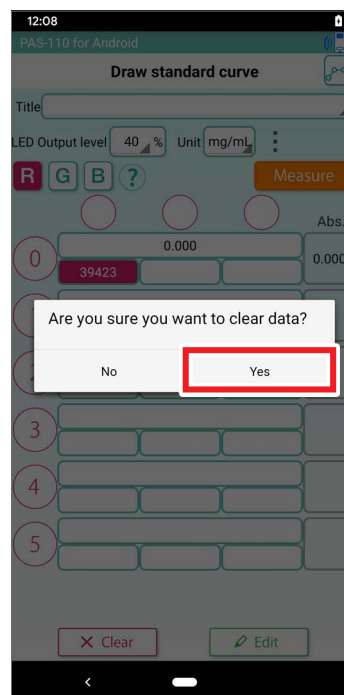 12:08
PAS-110 for Android
Draw standard curve
Title
LED Output level 40 % Unit mg/mL
R G B ? Measure
Abs.
0.000
0 0.000
39423
Are you sure you want to clear data?
No Yes
3
4
5
Clear Edit